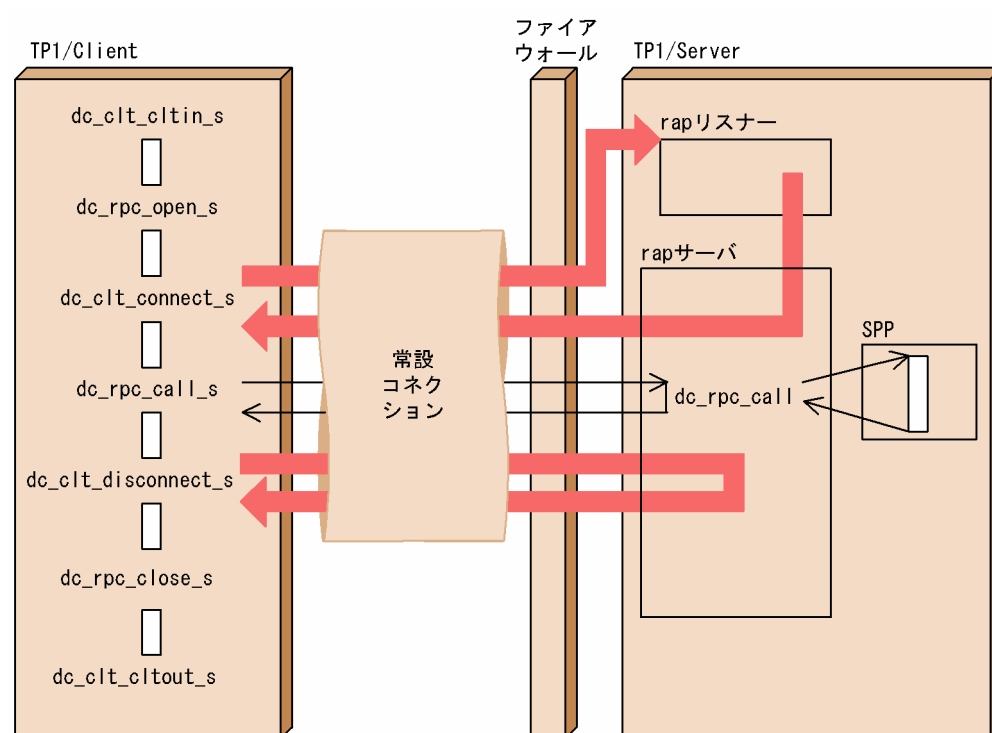 TP1/Client
dc_clt_cltin_s
dc_rpc_open_s
dc_clt_connect_s
dc_rpc_call_s
dc_clt_disconnect_s
dc_rpc_close_s
dc_clt_cltout_s
常設
コネク
ション
ファイア
ウォール
TP1/Server
rapリスナー
rapサーバ
dc_rpc_call
SPP